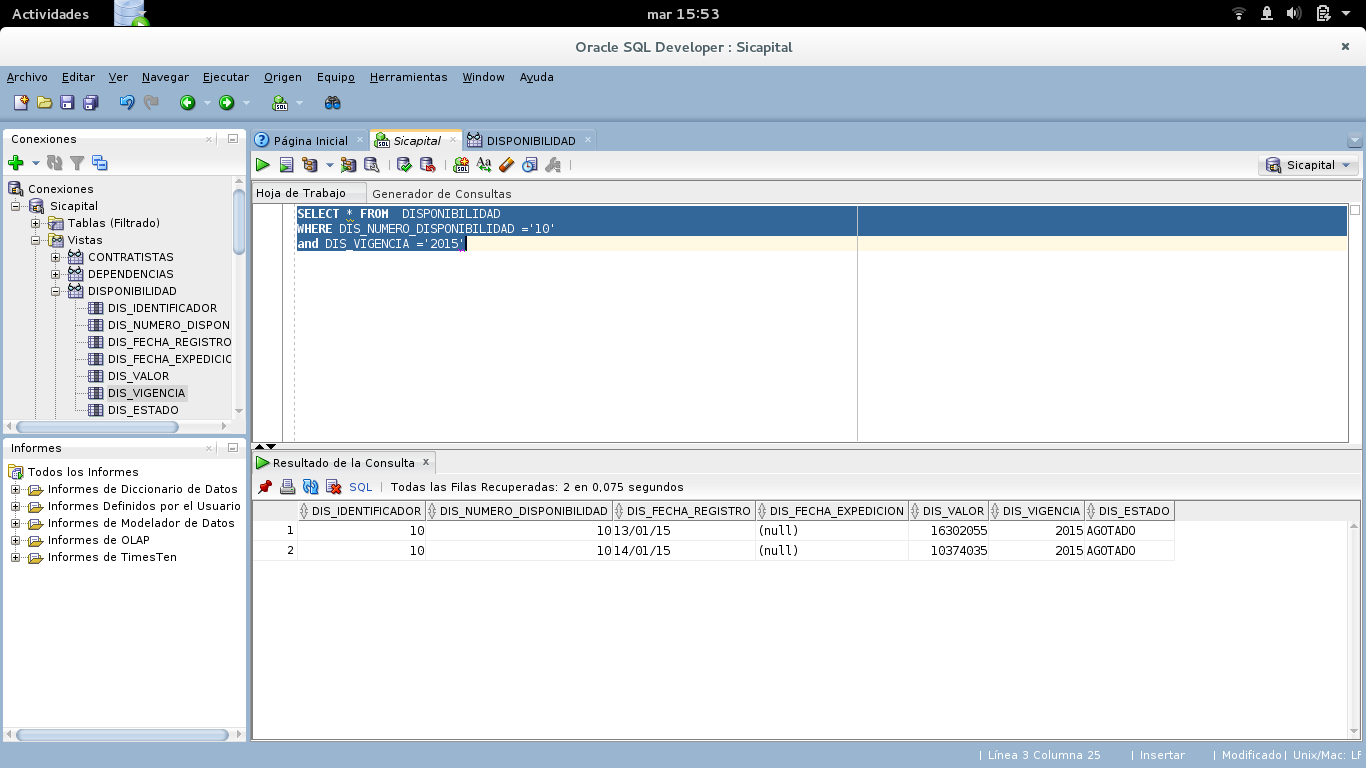 Actividades
mar 15:53
Oracle SQL Developer : Sicapital
Archivo Editar Ver Navegar Ejecutar Origen Equipo Herramientas Window Ayuda
Conexiones
Conexiones
Sicapital
Tablas (Filtrado)
Vistas
CONTRATISTAS
DEPENDENCIAS
DISPONIBILIDAD
DIS_IDENTIFICADOR
DIS_NUMERO_DISPON
DIS_FECHA_REGISTRO
DIS_FECHA_EXPEDICIC
DIS_VALOR
DIS_VIGENCIA
DIS_ESTADO
Informes
Todos los Informes
Informes de Diccionario de Datos
Informes Definidos por el Usuario
Informes de Modelador de Datos
Informes de OLAP
Informes de TimesTen
Página Inicial Sicapital DISPONIBILIDAD
Sicapital
Hoja de Trabajo Generador de Consultas
SELECT * FROM  DISPONIBILIDAD
WHERE DIS_NUMERO_DISPONIBILIDAD ='10'
and DIS_VIGENCIA ='2015'
Resultado de la Consulta x
SQL | Todas las Filas Recuperadas: 2 en 0,075 segundos
DIS_IDENTIFICADOR DIS_NUMERO_DISPONIBILIDAD DIS_FECHA_REGISTRO DIS_FECHA_EXPEDICION DIS_VALOR DIS_VIGENCIA DIS_ESTADO
1 10 10 13/01/15 (null) 16302055 2015 AGOTADO
2 10 10 14/01/15 (null) 10374035 2015 AGOTADO
| Línea 3 Columna 25 | Insertar | Modificado | Unix/Mac: LF